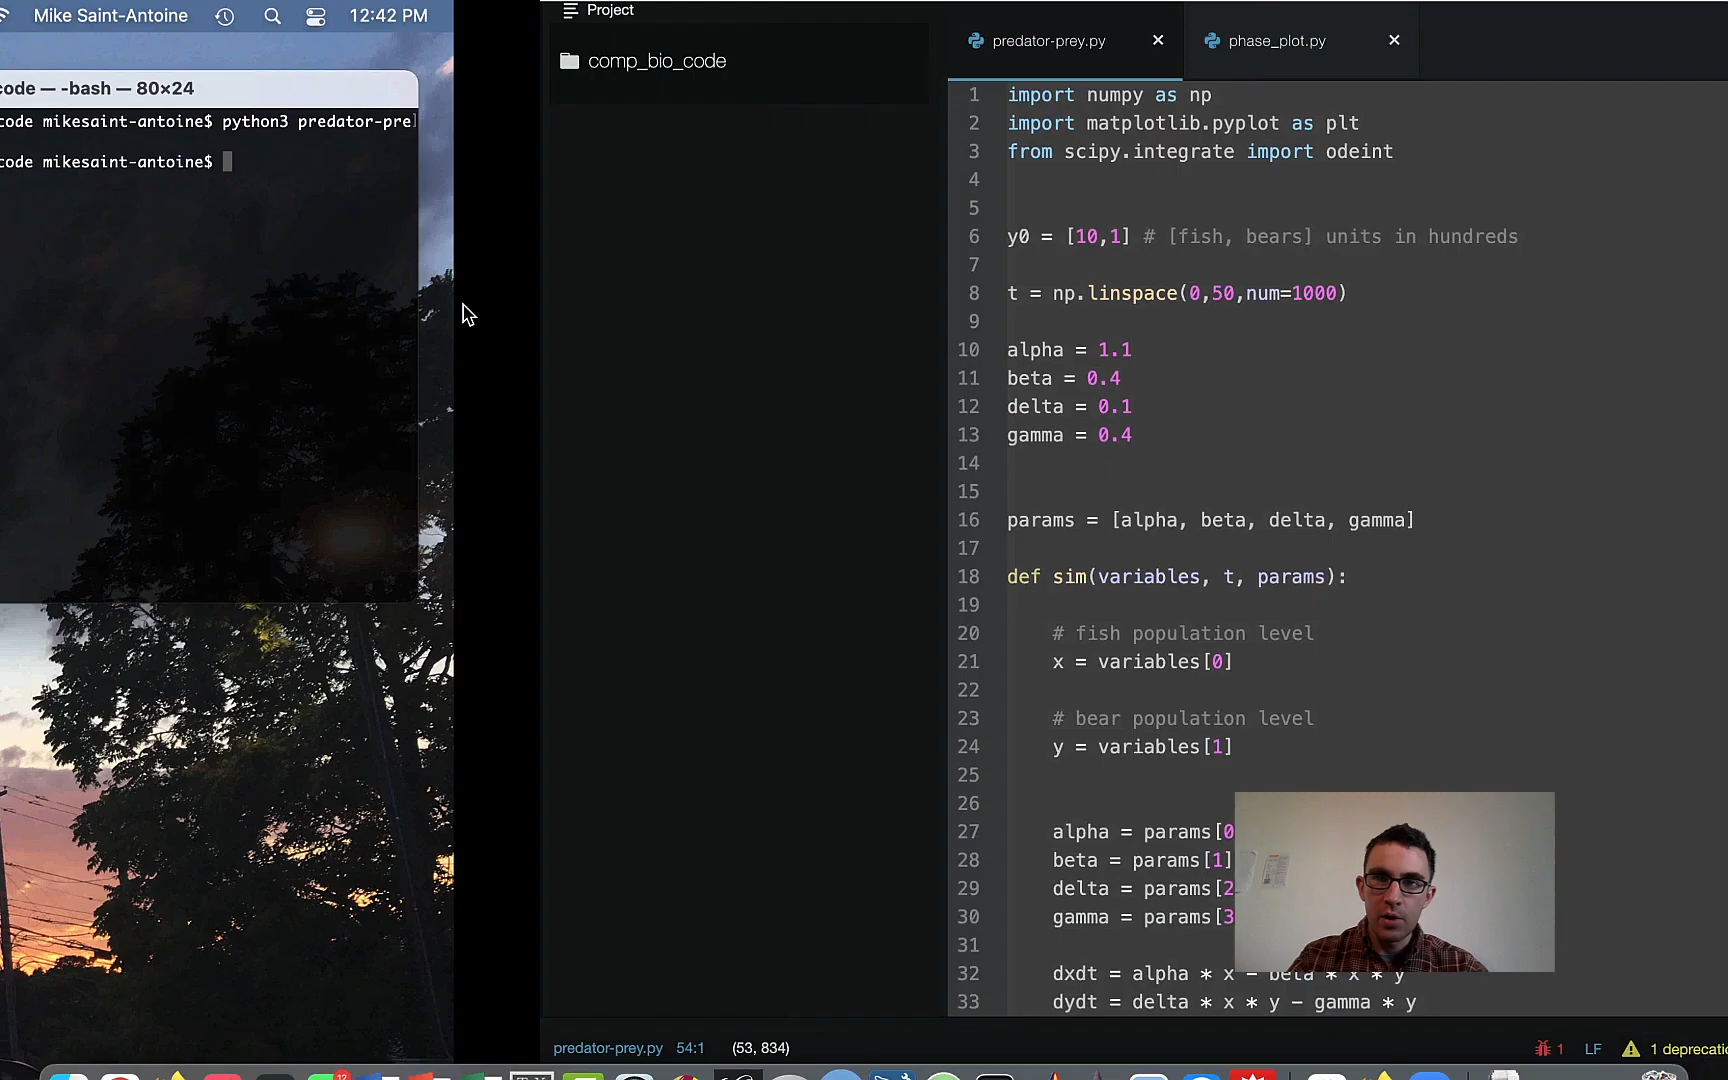 Mike Saint-Antoine
12:42 PM
code — -bash — 80×24
code mikesaint-antoine$ python3 predator-pre
code mikesaint-antoine$
Project
comp_bio_code
predator-prey.py
phase_plot.py
1 import numpy as np
2 import matplotlib.pyplot as plt
3 from scipy.integrate import odeint
4
5
6 y0 = [10,1] # [fish, bears] units in hundreds
7
8 t = np.linspace(0,50,num=1000)
9
10 alpha = 1.1
11 beta = 0.4
12 delta = 0.1
13 gamma = 0.4
14
15
16 params = [alpha, beta, delta, gamma]
17
18 def sim(variables, t, params):
19
20 # fish population level
21 x = variables[0]
22
23 # bear population level
24 y = variables[1]
25
26
27 alpha = params[0
28 beta = params[1]
29 delta = params[2
30 gamma = params[3
31
32 dxdt = alpha * x - beta * x * y
33 dydt = delta * x * y - gamma * y
predator-prey.py 54:1 (53, 834)
1 LF 1 deprecati
12